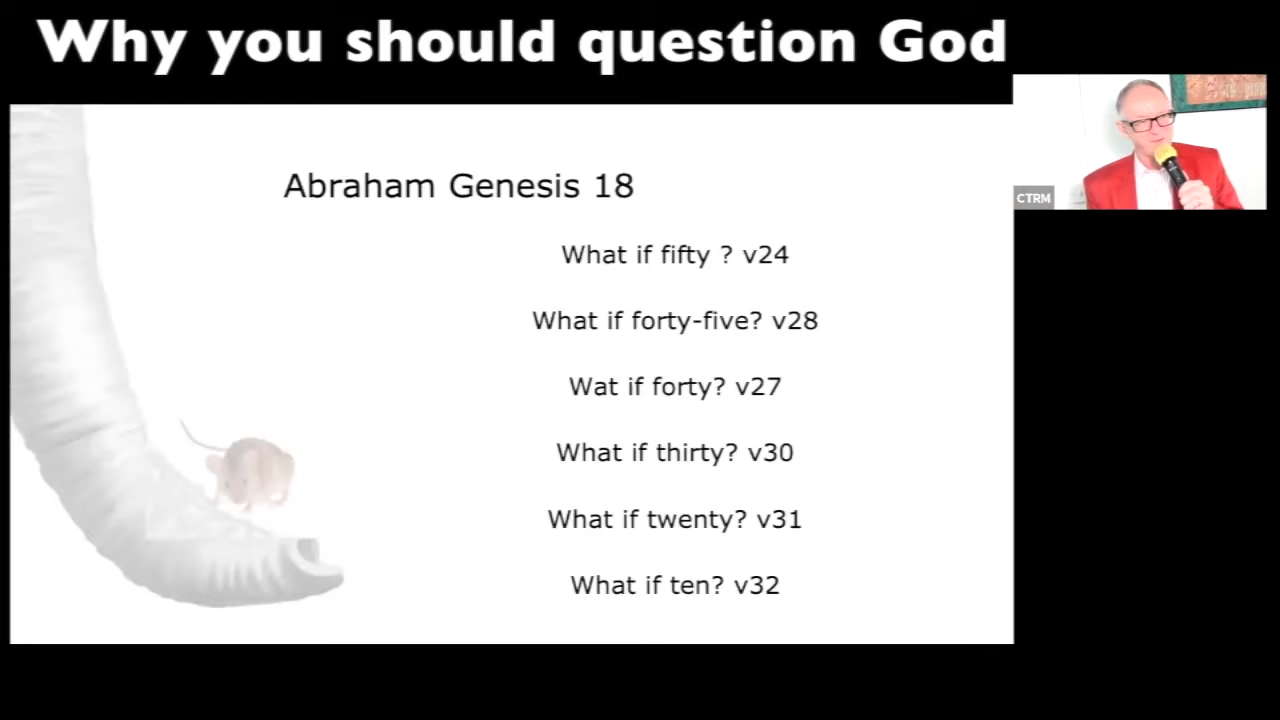 Why you should question God
CTRM
Abraham Genesis 18
What if fifty ? v24
What if forty-five? v28
Wat if forty? v27
What if thirty? v30
What if twenty? v31
What if ten? v32